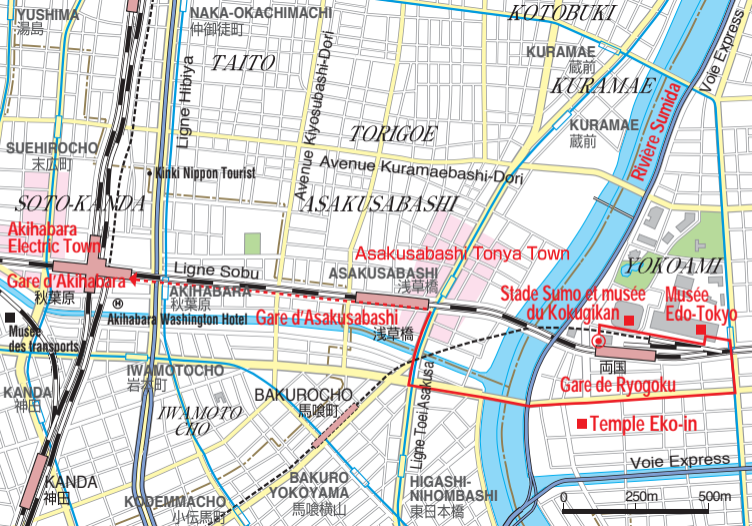 YUSHIMA
湯島
NAKA-OKACHIMACHI
仲御徒町
KOTOBUKI
TAITO
KURAMAE
蔵前
KURAMAE
Voie Express
Ligne Hibiya
Avenue Kiyosubashi-Dori
TORIGOE
KURAMAE
蔵前
Rivière Sumida
SUEHIROCHO
末広町
Avenue Kuramaebashi-Dori
Kinki Nippon Tourist
SOTO-KANDA
ASAKUSABASHI
Akihabara
Electric Town
Asakusabashi Tonya Town
YOKOAMI
Ligne Sobu
ASAKUSABASHI
浅草橋
Gare d'Akihabara
秋葉原
AKIHABARA
秋葉原
Stade Sumo et musée
du Kokugikan
Musée
Edo-Tokyo
Akihabara Washington Hotel
Gare d'Asakusabashi
浅草橋
Musée
des transports
両国
Gare de Ryogoku
IWAMOTOCHO
岩本町
KANDA
神田
BAKUROCHO
馬喰町
IWAMOTO
CHO
Ligne Toei Asakusa
Temple Eko-in
Voie Express
KANDA
神田
BAKURO
YOKOYAMA
馬喰横山
HIGASHI-
NIHOMBASHI
東日本橋
KODEMMACHO
小伝馬町
0 250m 500m